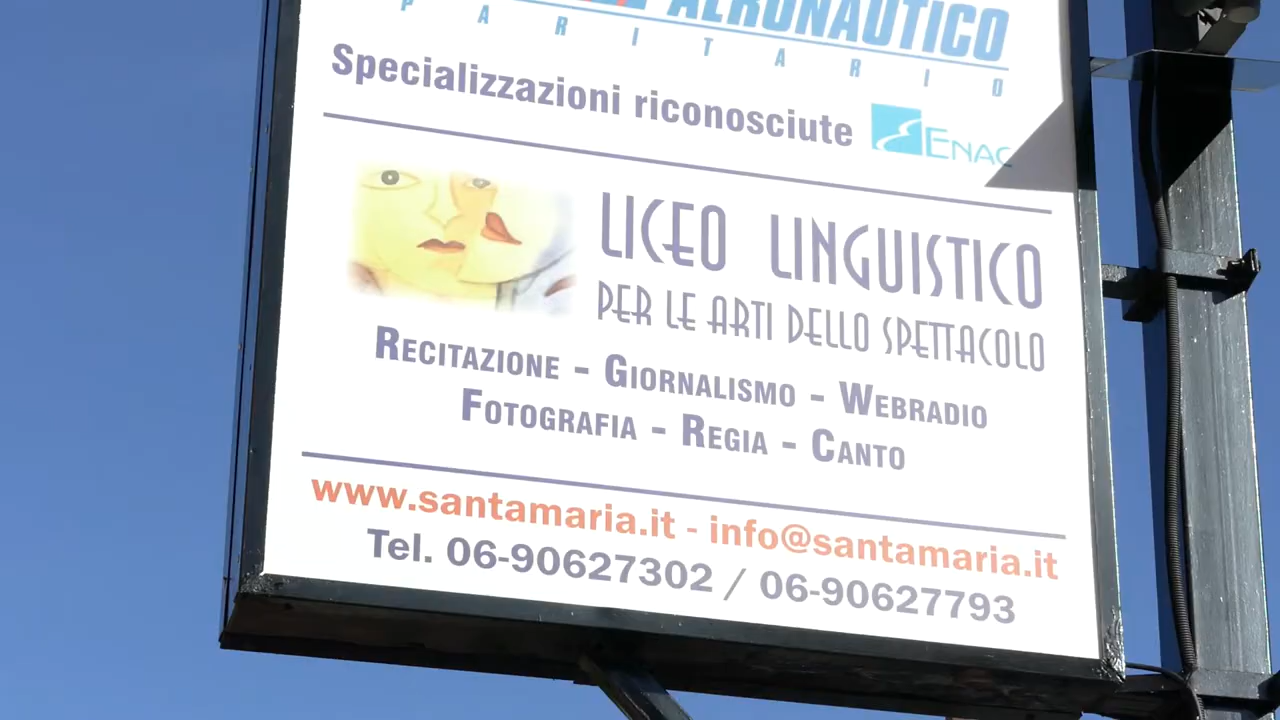 AERONAUTICO
PARITARIO
Specializzazioni riconosciute
ENAC
LICEO LINGUISTICO
PER LE ARTI DELLO SPETTACOLO
RECITAZIONE - GIORNALISMO - WEBRADIO
FOTOGRAFIA - REGIA - CANTO
www.santamaria.it - info@santamaria.it
Tel. 06-90627302 / 06-90627793